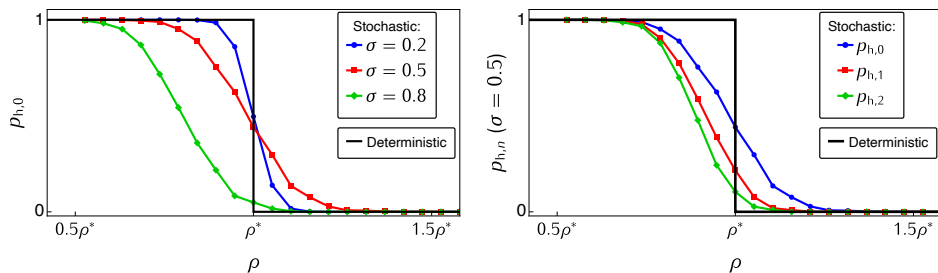 1
0
p_h,0
0.5ρ*
ρ*
1.5ρ*
ρ
Stochastic:
σ = 0.2
σ = 0.5
σ = 0.8
Deterministic
1
0
p_h,n (σ = 0.5)
0.5ρ*
ρ*
1.5ρ*
ρ
Stochastic:
p_h,0
p_h,1
p_h,2
Deterministic